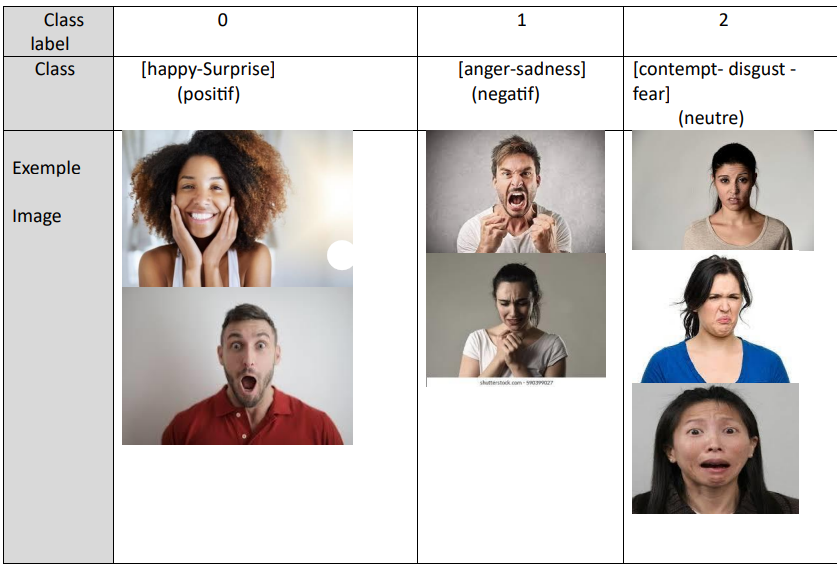 Class label
0
1
2
Class
[happy-Surprise]
(positif)
[anger-sadness]
(negatif)
[contempt- disgust -
fear]
(neutre)
Exemple
Image
shutterstock.com · 590399027